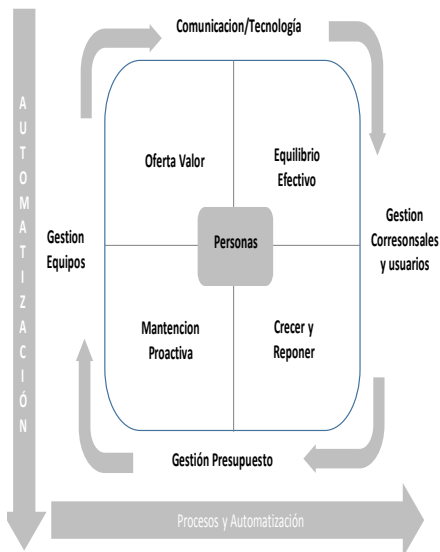 Comunicacion/Tecnología
AUTOMATIZACIÓN
Oferta Valor
Equilibrio
Efectivo
Gestion
Equipos
Personas
Gestion
Corresonsales
y usuarios
Mantencion
Proactiva
Crecer y
Reponer
Gestión Presupuesto
Procesos y Automatización